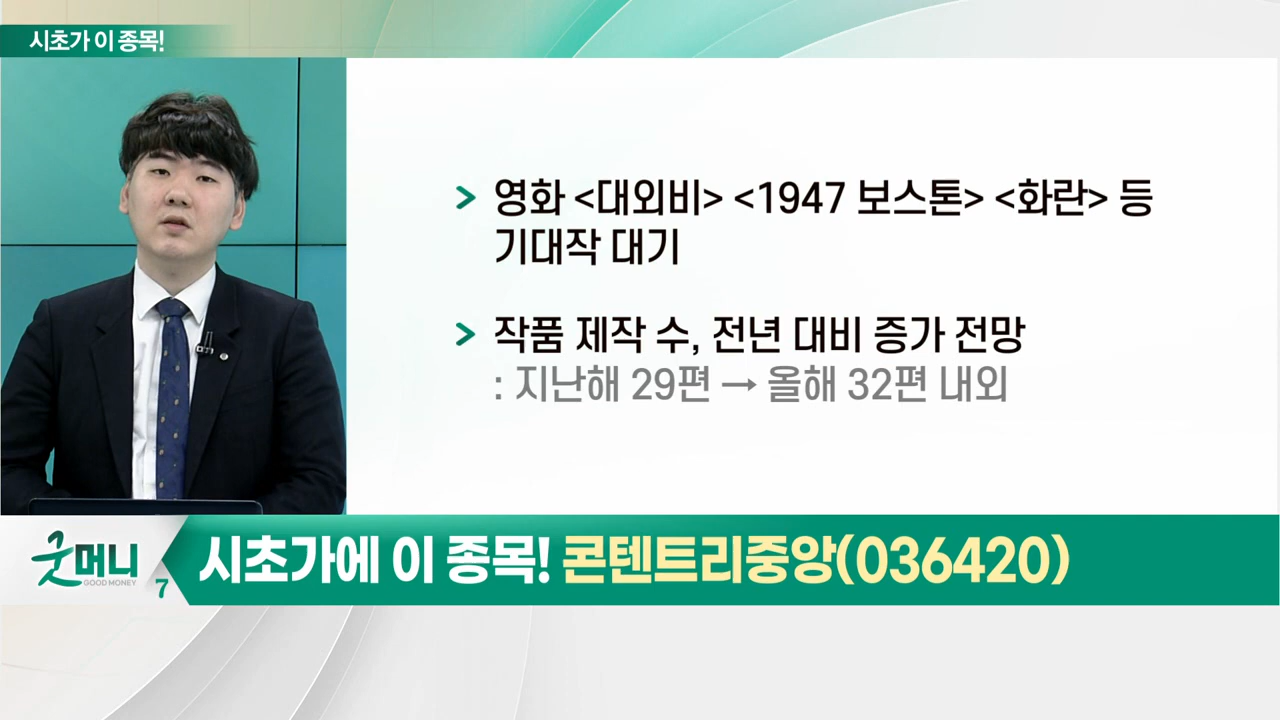 시초가 이 종목!
> 영화 <대외비> <1947 보스톤> <화란> 등
기대작 대기
> 작품 제작 수, 전년 대비 증가 전망
: 지난해 29편 → 올해 32편 내외
굿머니
GOOD MONEY
7
시초가에 이 종목! 콘텐트리중앙(036420)